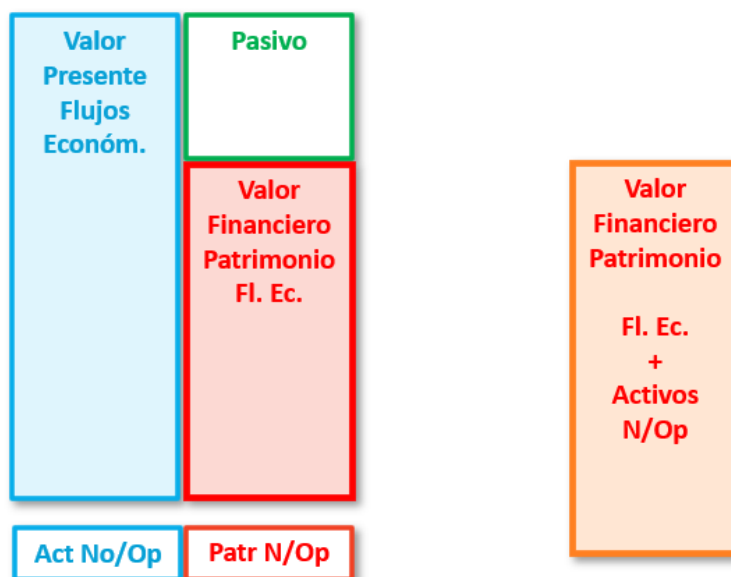 Valor
Presente
Flujos
Económ.
Pasivo
Valor
Financiero
Patrimonio
Fl. Ec.
Act No/Op
Patr N/Op
Valor
Financiero
Patrimonio
Fl. Ec.
+
Activos
N/Op